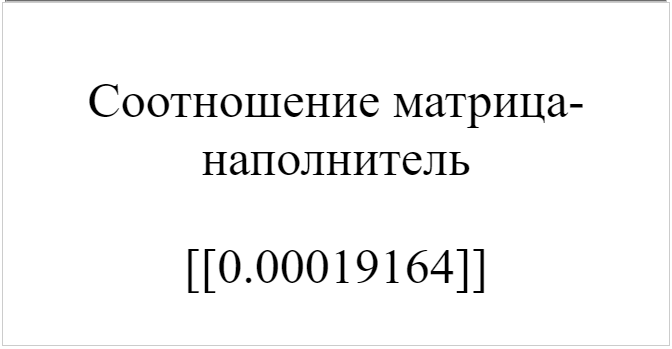 Соотношение матрица-
наполнитель
[[0.00019164]]